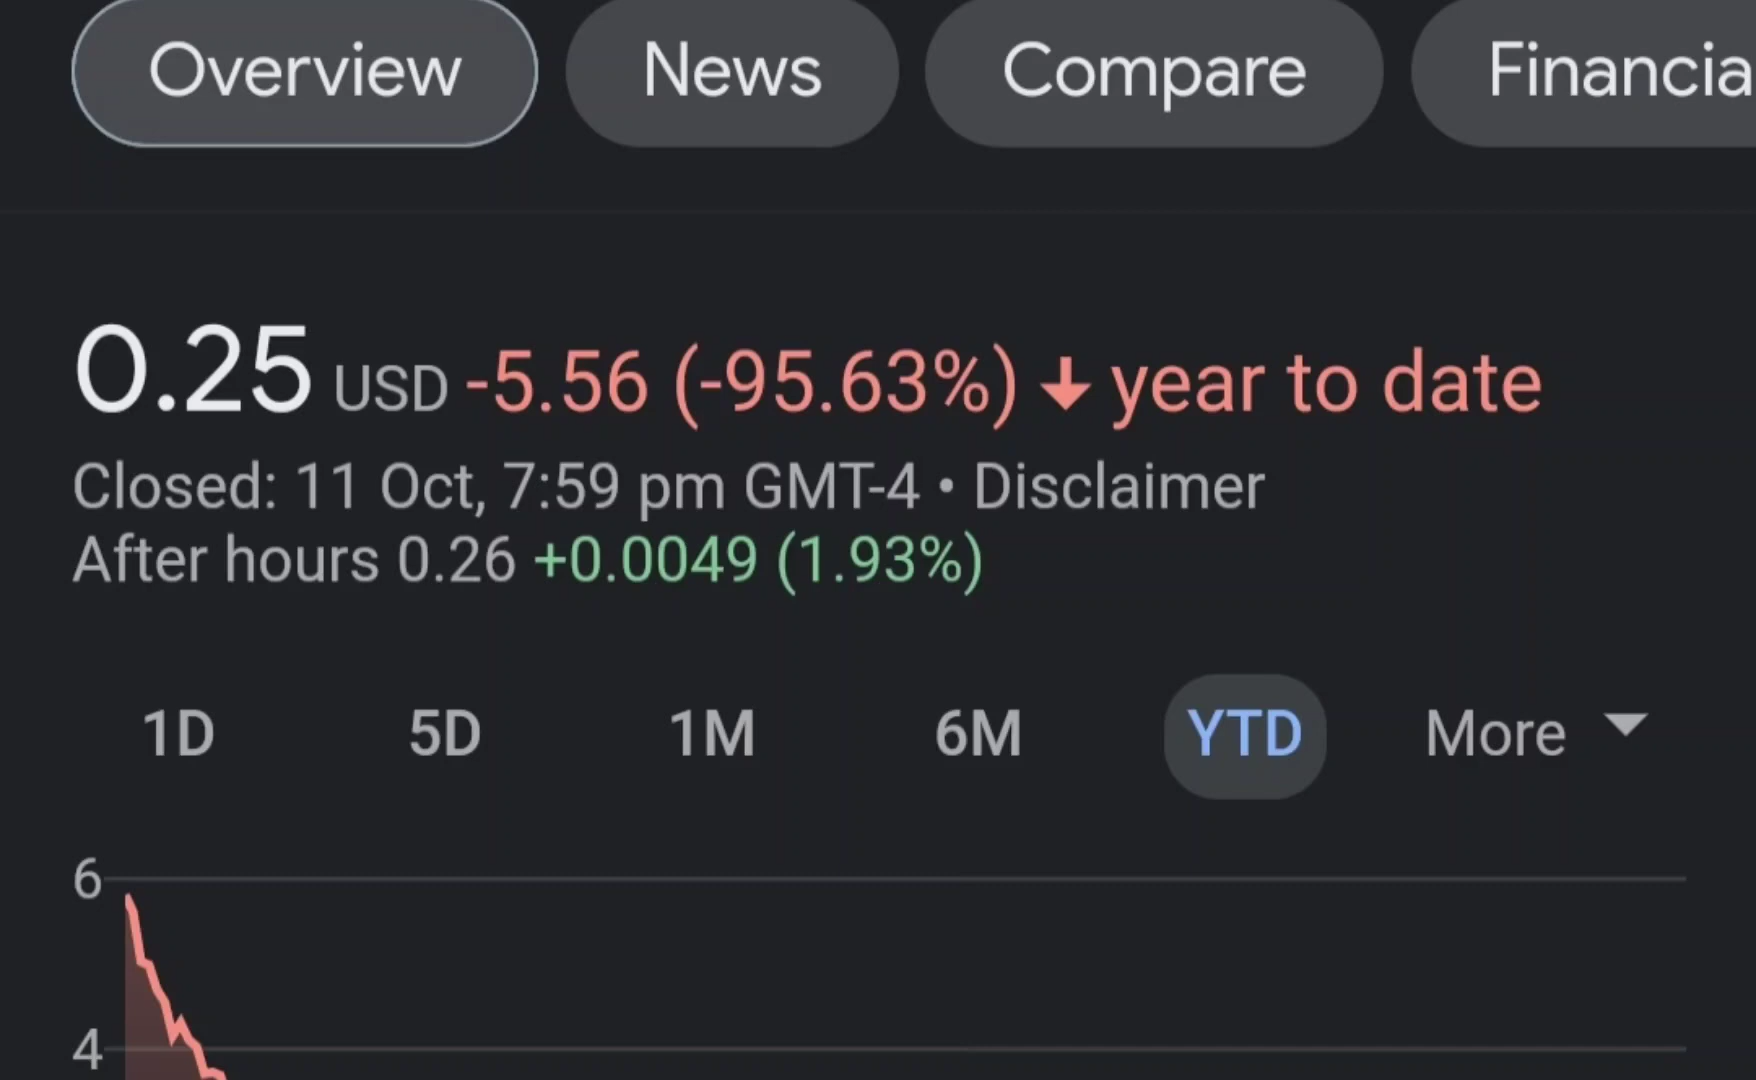 Overview News Compare Financia
0.25 USD -5.56 (-95.63%) ↓ year to date
Closed: 11 Oct, 7:59 pm GMT-4 • Disclaimer
After hours 0.26 +0.0049 (1.93%)
1D 5D 1M 6M YTD More
6
4